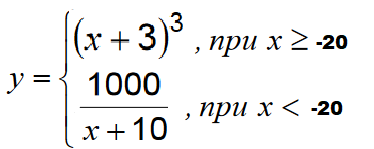 y = { (x + 3)³ , при x ≥ -20
1000 / (x + 10) , при x < -20